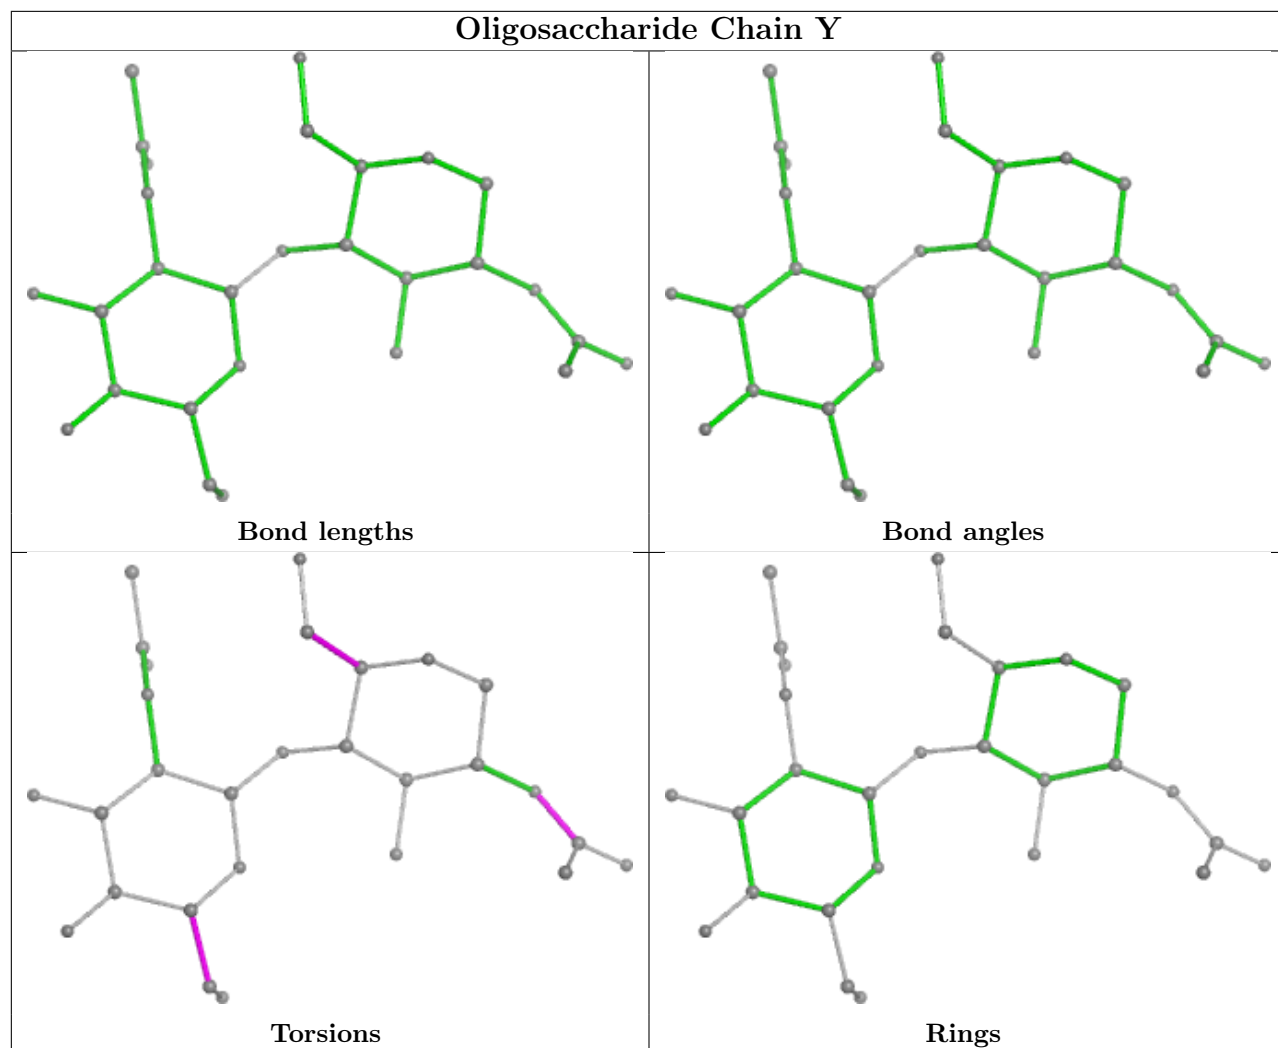 Oligosaccharide Chain Y
Bond lengths
Bond angles
Torsions
Rings